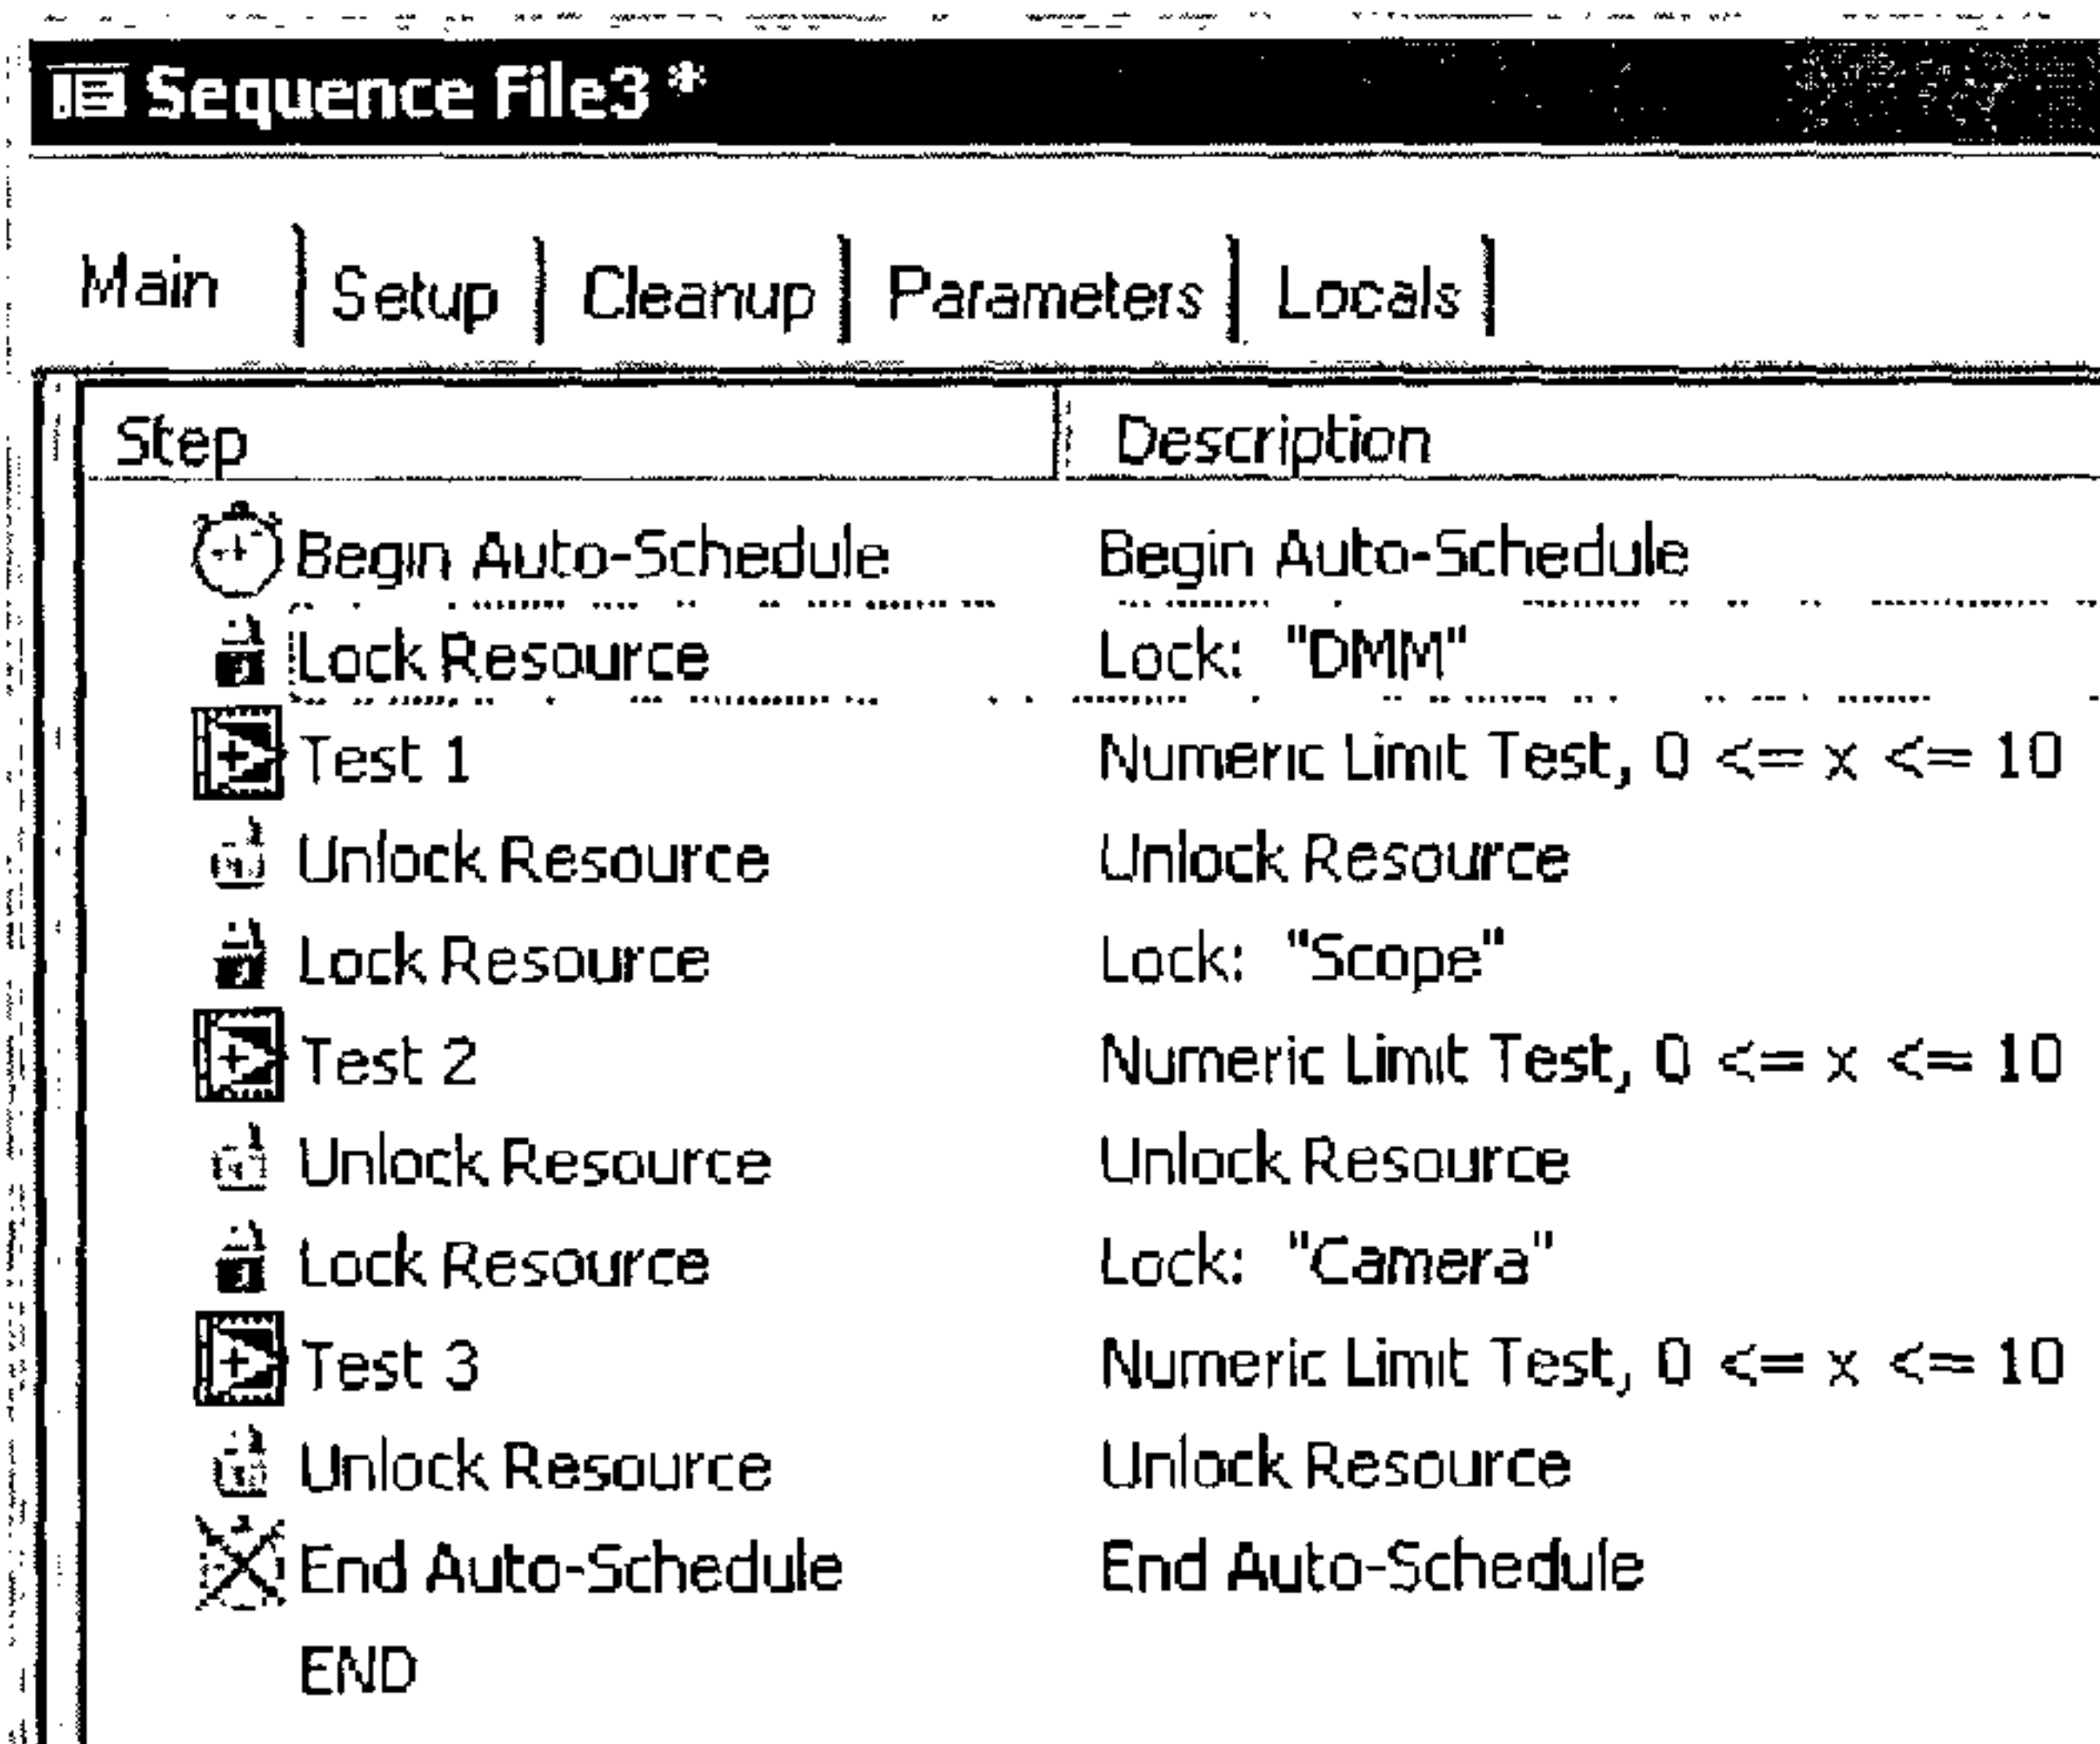 Sequence File3 *
Main Setup Cleanup Parameters Locals
Step Description
Begin Auto-Schedule Begin Auto-Schedule
Lock Resource Lock: "DMM"
Test 1 Numeric Limit Test, 0 <= x <= 10
Unlock Resource Unlock Resource
Lock Resource Lock: "Scope"
Test 2 Numeric Limit Test, 0 <= x <= 10
Unlock Resource Unlock Resource
Lock Resource Lock: "Camera"
Test 3 Numeric Limit Test, 0 <= x <= 10
Unlock Resource Unlock Resource
End Auto-Schedule End Auto-Schedule
END